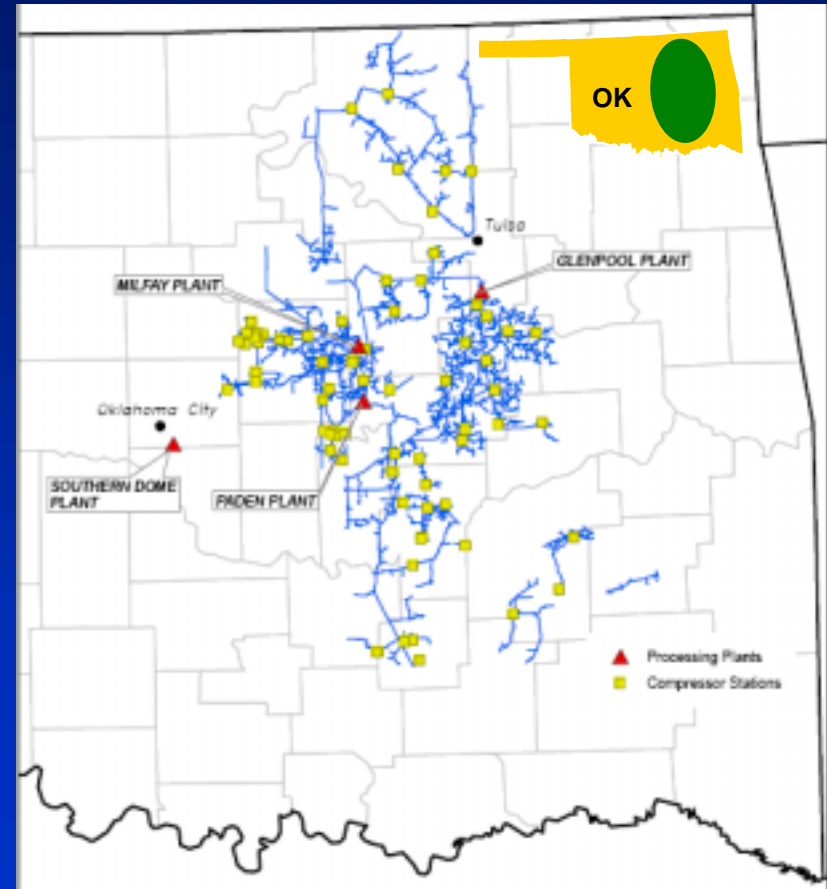 OK
Tulsa
GLENPOOL PLANT
MILFAY PLANT
Oklahoma City
SOUTHERN DOME
PLANT
PADEN PLANT
Processing Plants
Compressor Stations